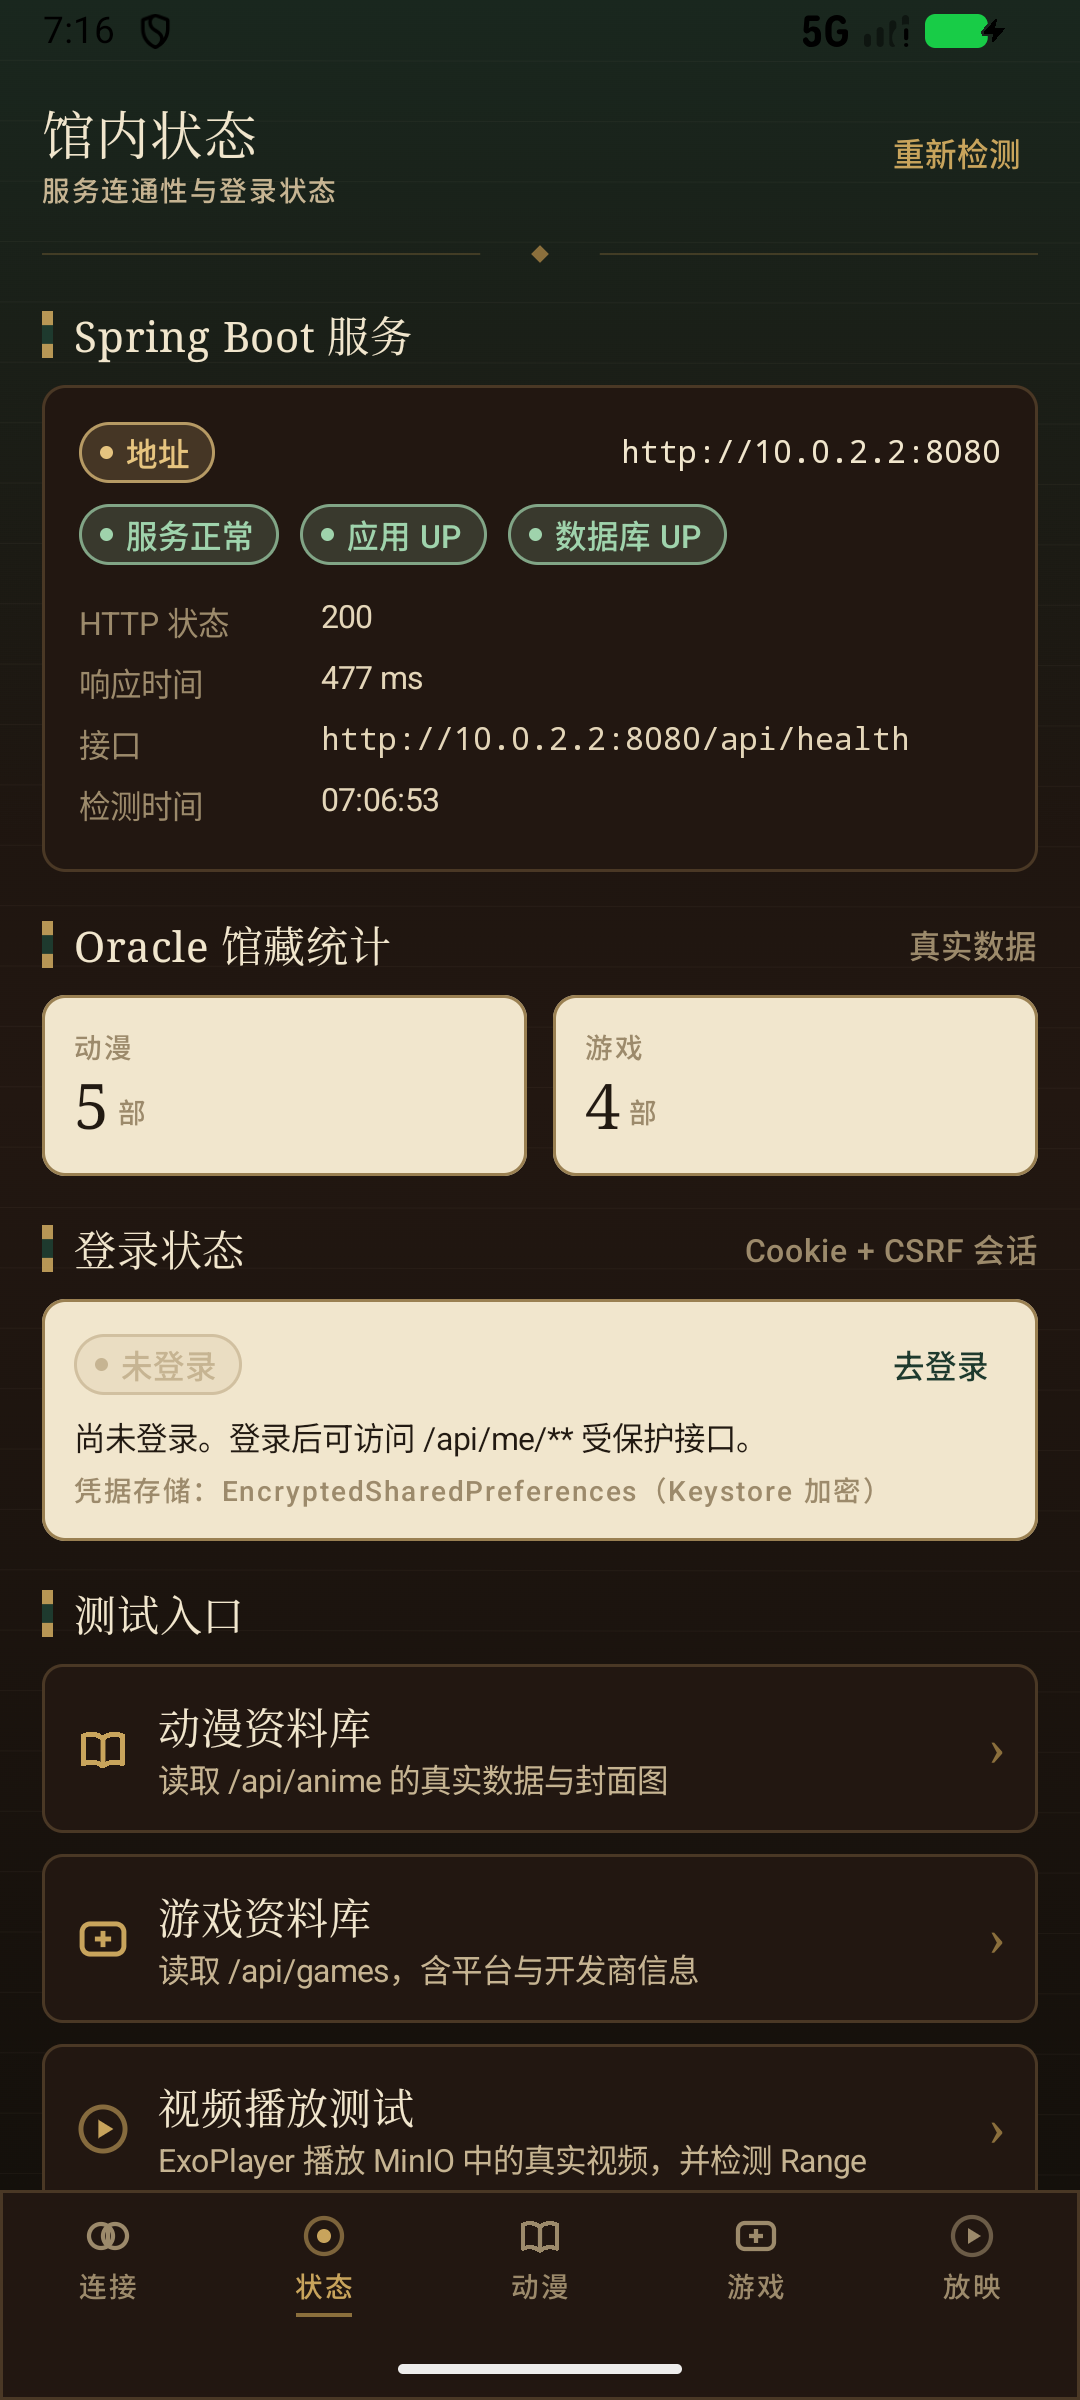 7:16
5G
馆内状态
重新检测
服务连通性与登录状态
Spring Boot 服务
地址
http://10.0.2.2:8080
服务正常
应用 UP
数据库 UP
HTTP 状态
200
响应时间
477 ms
接口
http://10.0.2.2:8080/api/health
检测时间
07:06:53
Oracle 馆藏统计
真实数据
动漫
5 部
游戏
4 部
登录状态
Cookie + CSRF 会话
未登录
去登录
尚未登录。登录后可访问 /api/me/** 受保护接口。
凭据存储：EncryptedSharedPreferences（Keystore 加密）
测试入口
动漫资料库
读取 /api/anime 的真实数据与封面图
游戏资料库
读取 /api/games，含平台与开发商信息
视频播放测试
ExoPlayer 播放 MinIO 中的真实视频，并检测 Range
连接
状态
动漫
游戏
放映